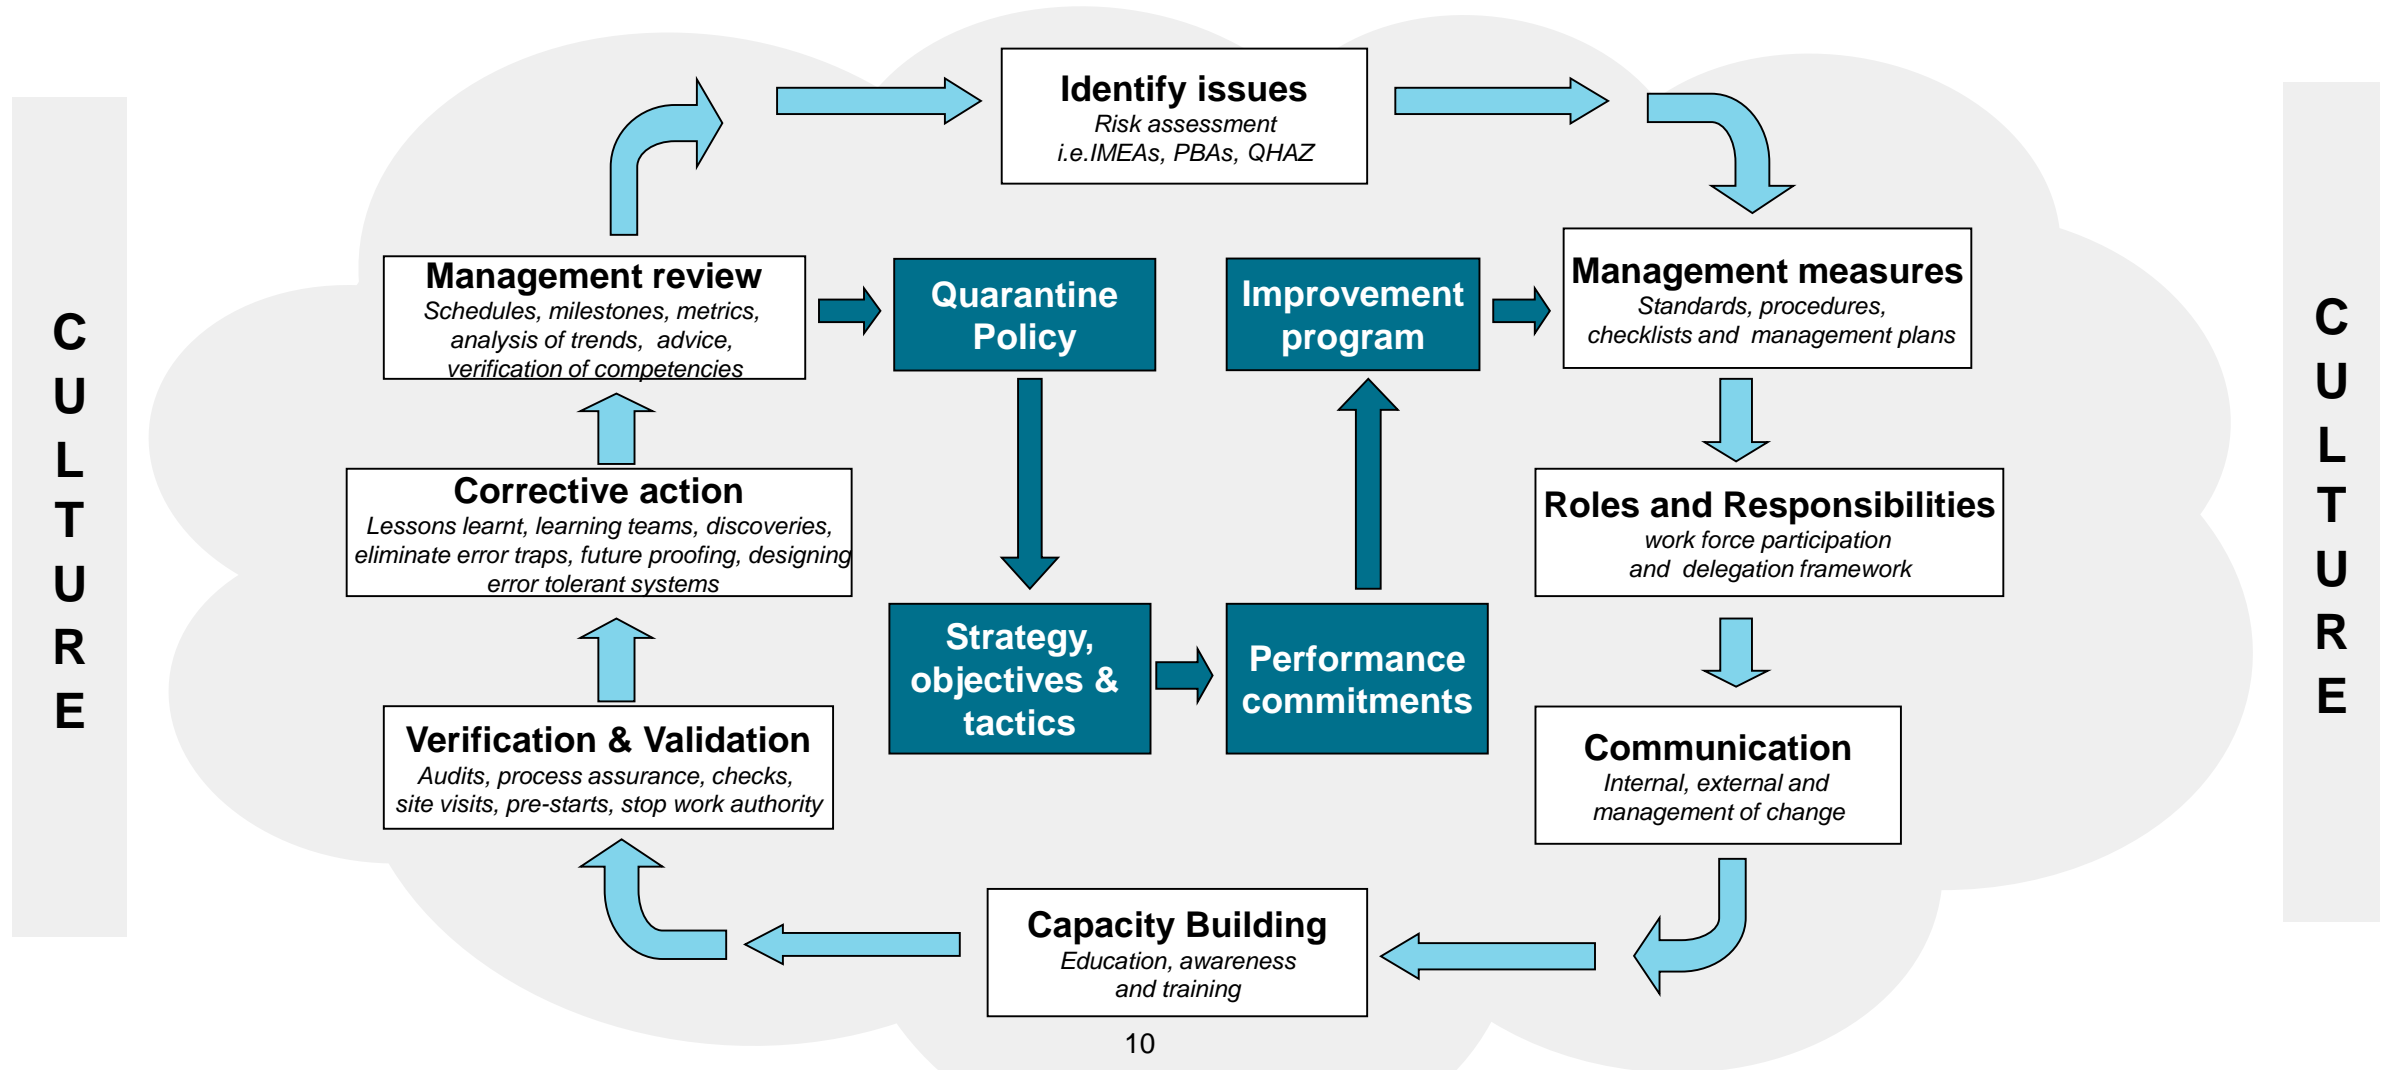 CULTURE
Identify issues
Risk assessment
i.e.IMEAs, PBAs, QHAZ
Management review
Schedules, milestones, metrics,
analysis of trends, advice,
verification of competencies
Quarantine
Policy
Improvement
program
Management measures
Standards, procedures,
checklists and management plans
Corrective action
Lessons learnt, learning teams, discoveries,
eliminate error traps, future proofing, designing
error tolerant systems
Roles and Responsibilities
work force participation
and delegation framework
Verification & Validation
Audits, process assurance, checks,
site visits, pre-starts, stop work authority
Strategy,
objectives &
tactics
Performance
commitments
Communication
Internal, external and
management of change
Capacity Building
Education, awareness
and training
10
CULTURE